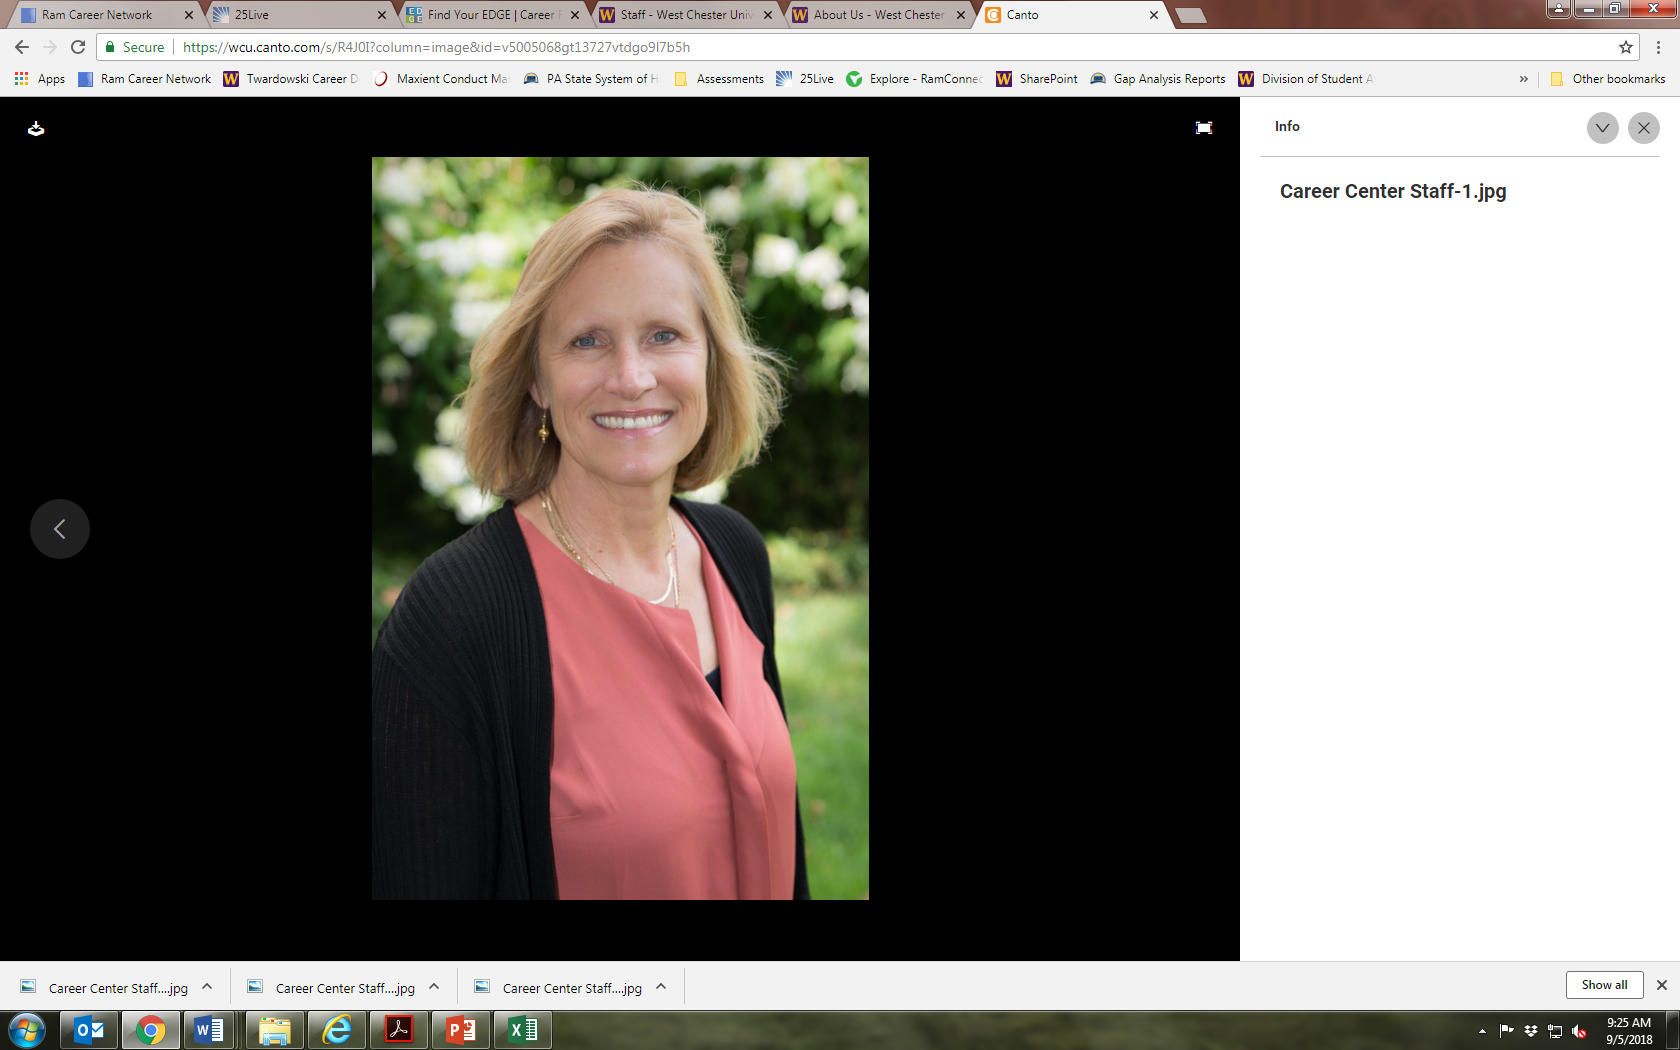 Ram Career Network
25Live
Find Your EDGE | Career
Staff - West Chester Univ
About Us - West Chester
Canto
Secure
https://wcu.canto.com/s/R4J0I?column=image&id=v5005068gt13727vtdgo9l7b5h
Apps
Ram Career Network
Twardowski Career D
Maxient Conduct Ma
PA State System of H
Assessments
25Live
Explore - RamConnec
SharePoint
Gap Analysis Reports
Division of Student A
»
Other bookmarks
Info
Career Center Staff-1.jpg
Career Center Staff....jpg
Career Center Staff....jpg
Career Center Staff....jpg
Show all
9:25 AM
9/5/2018